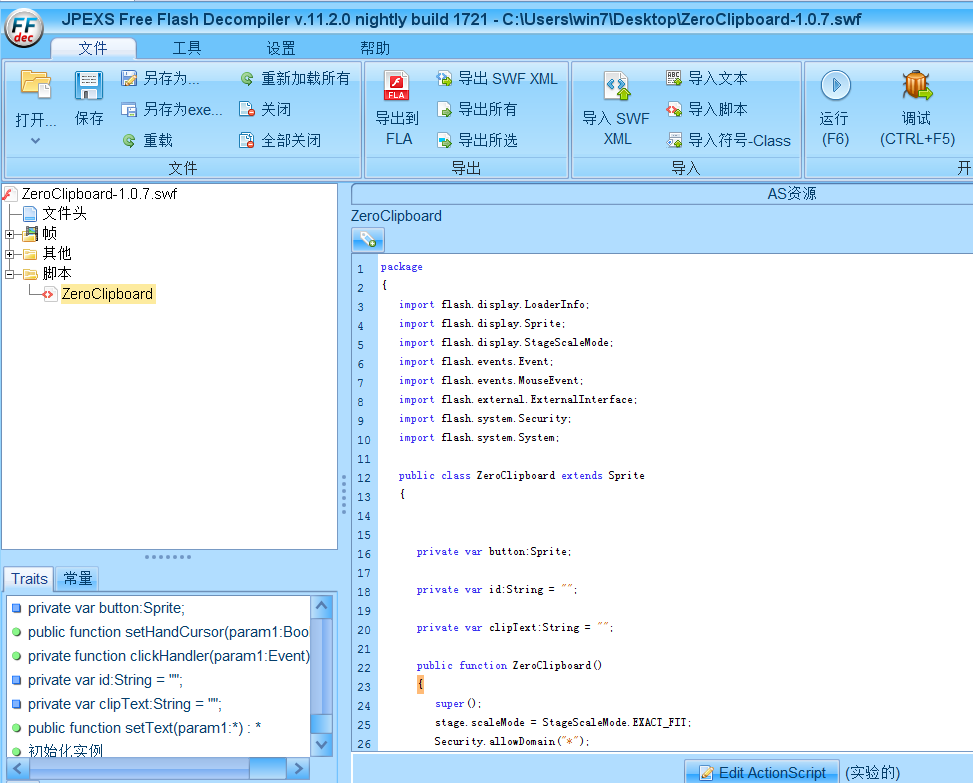 FF
dec
JPEXS Free Flash Decompiler v.11.2.0 nightly build 1721 - C:\Users\win7\Desktop\ZeroClipboard-1.0.7.swf
文件 工具 设置 帮助
打开...
保存
另存为...
另存为exe...
重载
重新加载所有
关闭
全部关闭
文件
FLA
导出到
FLA
导出 SWF XML
导出所有
导出所选
导出
导入 SWF
XML
导入文本
导入脚本
导入符号-Class
导入
运行
(F6)
调试
(CTRL+F5)
开
ZeroClipboard-1.0.7.swf
文件头
帧
其他
脚本
ZeroClipboard
Traits 常量
private var button:Sprite;
public function setHandCursor(param1:Boo
private function clickHandler(param1:Event)
private var id:String = "";
private var clipText:String = "";
public function setText(param1:*) : *
初始化实例
AS资源
ZeroClipboard
1 package
2 {
3 import flash.display.LoaderInfo;
4 import flash.display.Sprite;
5 import flash.display.StageScaleMode;
6 import flash.events.Event;
7 import flash.events.MouseEvent;
8 import flash.external.ExternalInterface;
9 import flash.system.Security;
10 import flash.system.System;
11
12 public class ZeroClipboard extends Sprite
13 {
14
15
16 private var button:Sprite;
17
18 private var id:String = "";
19
20 private var clipText:String = "";
21
22 public function ZeroClipboard()
23 {
24 super();
25 stage.scaleMode = StageScaleMode.EXACT_FIT;
26 Security.allowDomain("*");
Edit ActionScript (实验的)